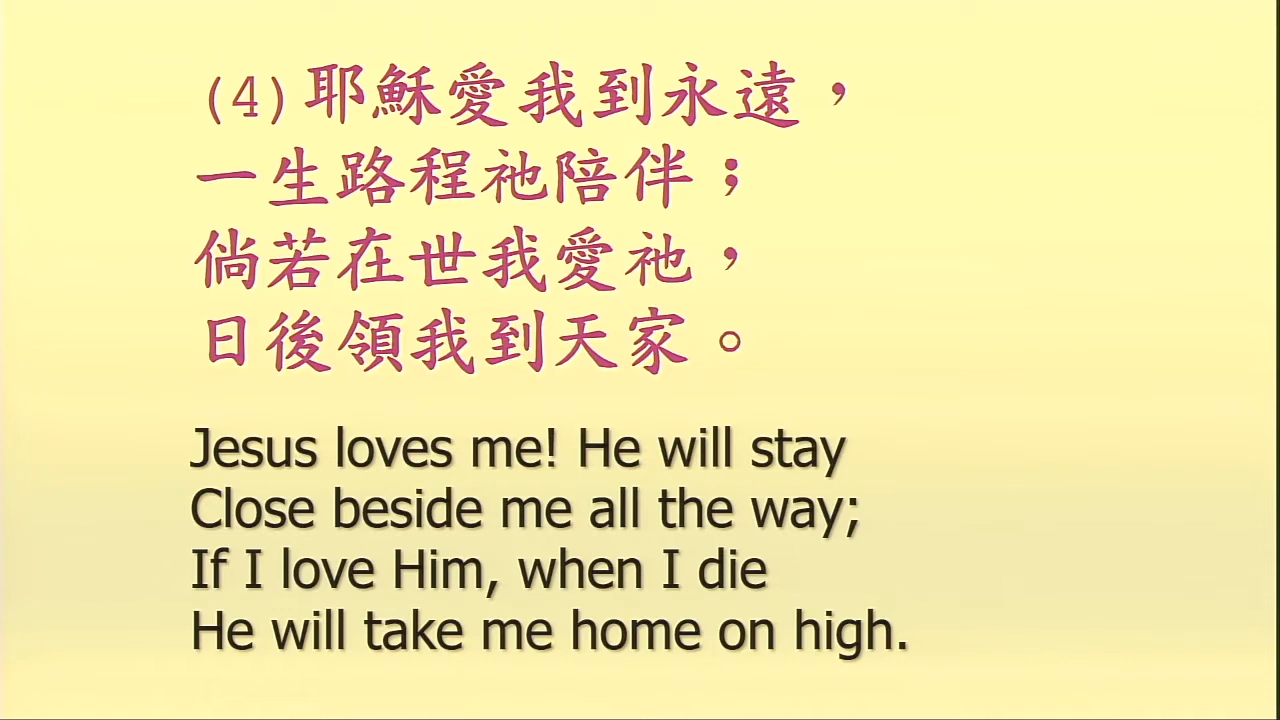 (4)耶穌愛我到永遠，
一生路程祂陪伴；
倘若在世我愛祂，
日後領我到天家。
Jesus loves me! He will stay
Close beside me all the way;
If I love Him, when I die
He will take me home on high.